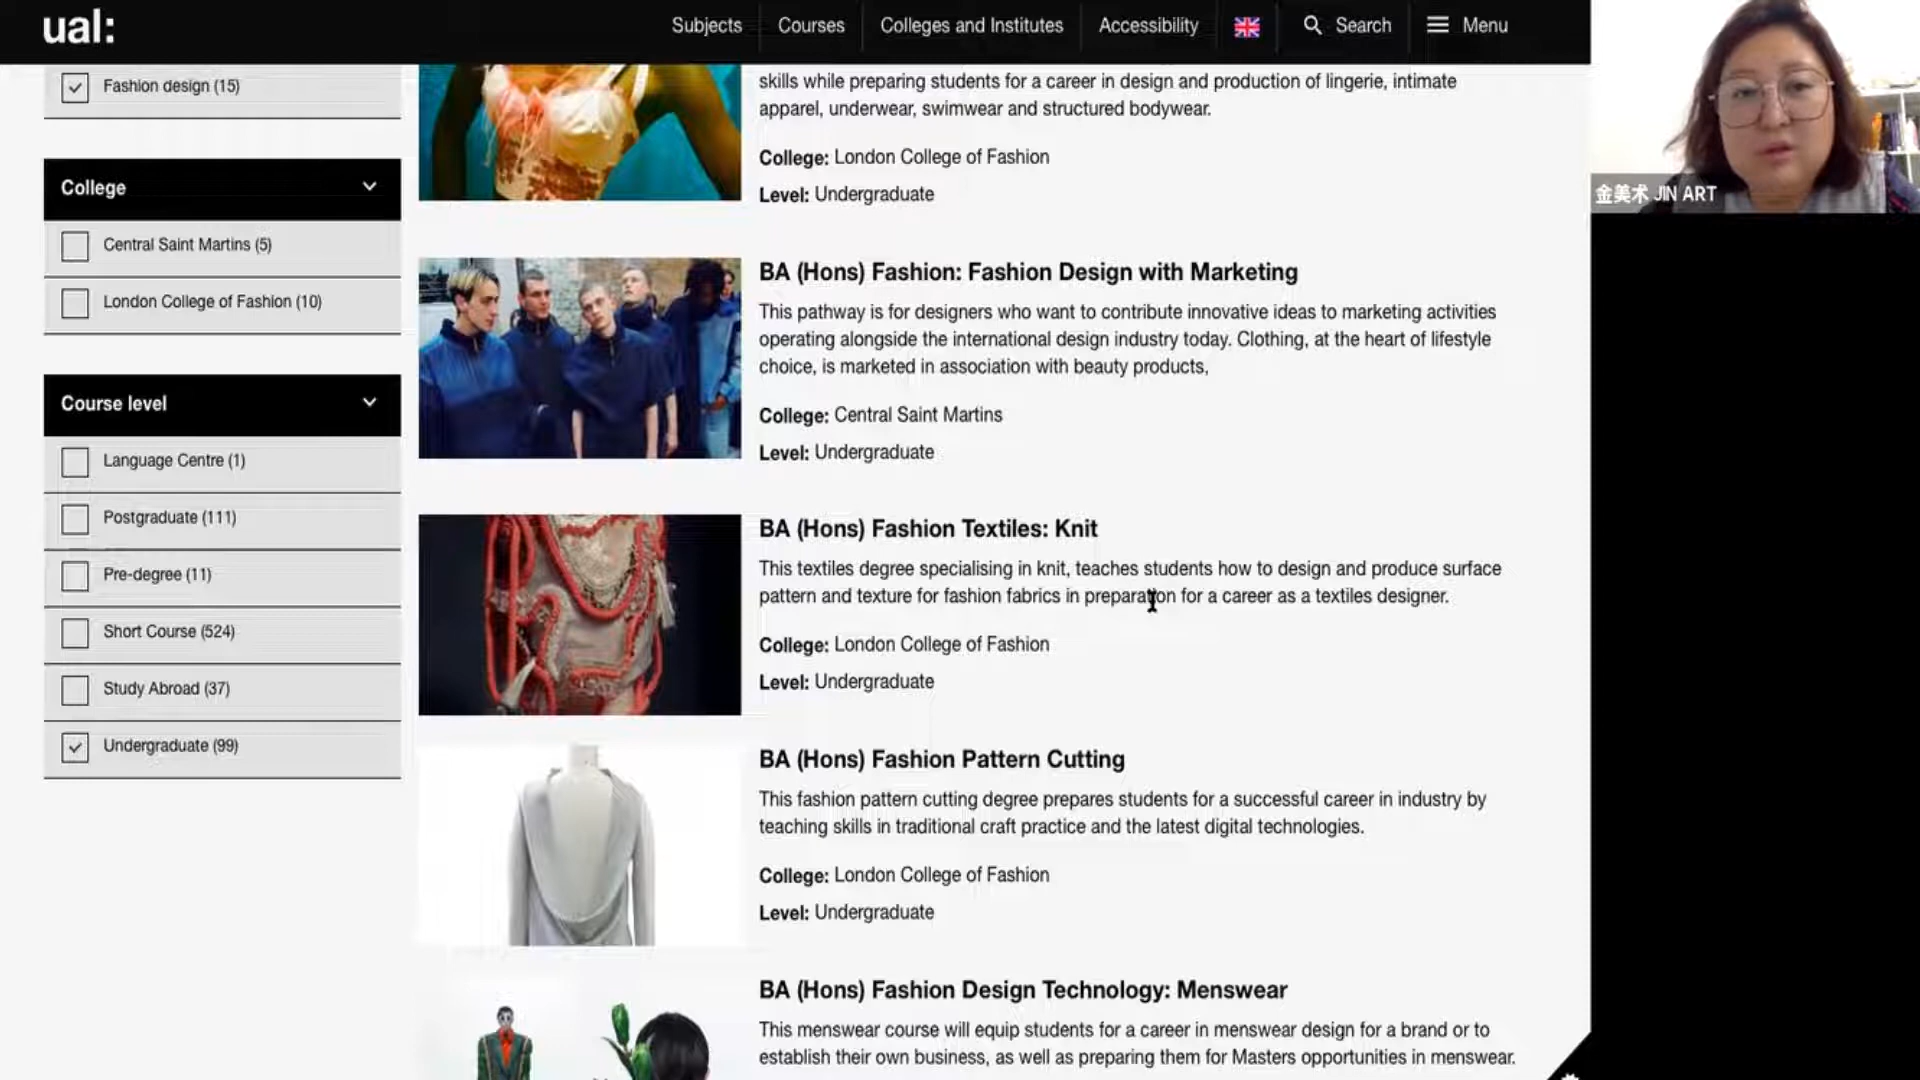 ual:
Subjects
Courses
Colleges and Institutes
Accessibility
Search
Menu
Fashion design (15)
College
Central Saint Martins (5)
London College of Fashion (10)
Course level
Language Centre (1)
Postgraduate (111)
Pre-degree (11)
Short Course (524)
Study Abroad (37)
Undergraduate (99)
skills while preparing students for a career in design and production of lingerie, intimate
apparel, underwear, swimwear and structured bodywear.
College: London College of Fashion
Level: Undergraduate
BA (Hons) Fashion: Fashion Design with Marketing
This pathway is for designers who want to contribute innovative ideas to marketing activities
operating alongside the international design industry today. Clothing, at the heart of lifestyle
choice, is marketed in association with beauty products,
College: Central Saint Martins
Level: Undergraduate
BA (Hons) Fashion Textiles: Knit
This textiles degree specialising in knit, teaches students how to design and produce surface
pattern and texture for fashion fabrics in preparation for a career as a textiles designer.
College: London College of Fashion
Level: Undergraduate
BA (Hons) Fashion Pattern Cutting
This fashion pattern cutting degree prepares students for a successful career in industry by
teaching skills in traditional craft practice and the latest digital technologies.
College: London College of Fashion
Level: Undergraduate
BA (Hons) Fashion Design Technology: Menswear
This menswear course will equip students for a career in menswear design for a brand or to
establish their own business, as well as preparing them for Masters opportunities in menswear.
金美术 JIN ART